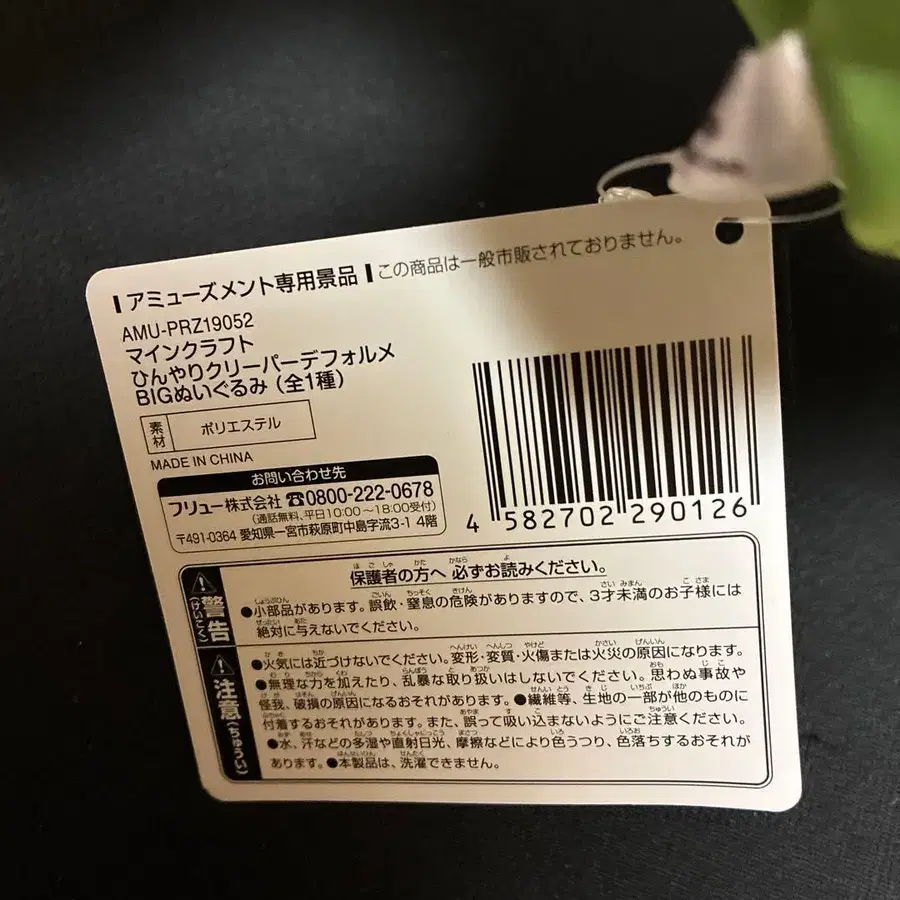 アミューズメント専用景品 この商品は一般市販されておりません。
AMU-PRZ19052
マインクラフト
ひんやりクリーパーデフォルメ
BIGぬいぐるみ（全1種）
素材 ポリエステル
MADE IN CHINA
お問い合わせ先
フリュー株式会社 ☎0800-222-0678
（通話無料、平日10:00～18:00受付）
〒491-0364 愛知県一宮市萩原町中島字流3-1 4階
4 582702 290126
警告（けいこく）
保護者の方へ 必ずお読みください。
●小部品があります。誤飲・窒息の危険がありますので、3才未満のお子様には
絶対に与えないでください。
注意（ちゅうい）
●火気には近づけないでください。変形・変質・火傷または火災の原因になります。
●無理な力を加えたり、乱暴な取り扱いはしないでください。思わぬ事故や
怪我、破損の原因になるおそれがあります。●繊維等、生地の一部が他のものに
付着するおそれがあります。また、誤って吸い込まないようにご注意ください。
●水、汗などの多湿や直射日光、摩擦などにより色うつり、色落ちするおそれが
あります。●本製品は、洗濯できません。